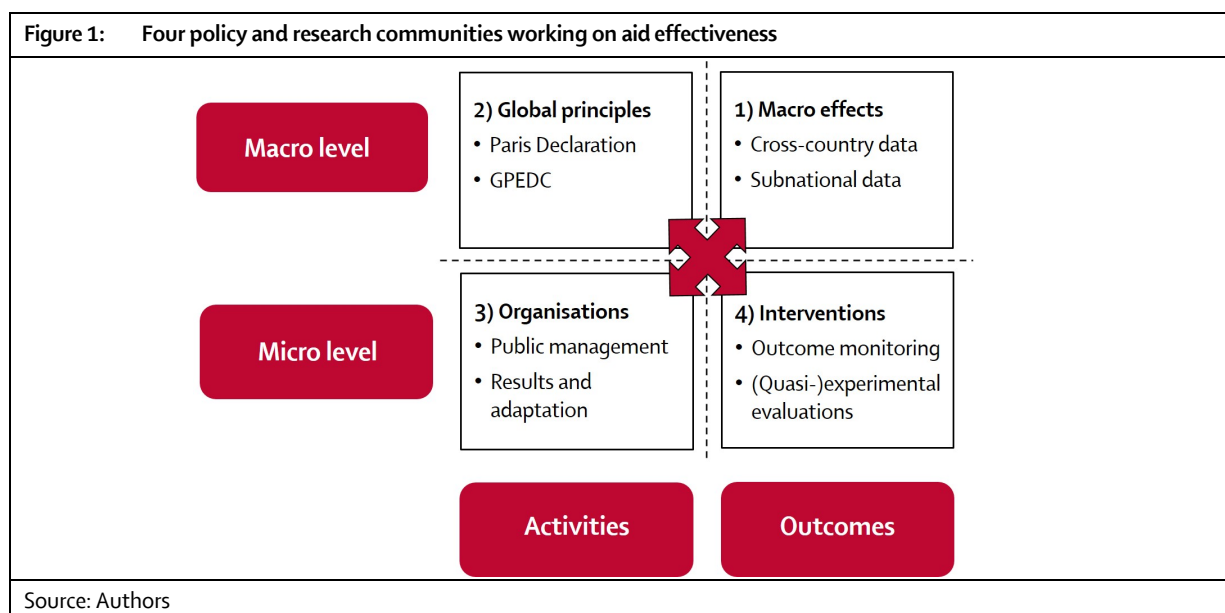 Figure 1: Four policy and research communities working on aid effectiveness
Macro level
2) Global principles
• Paris Declaration
• GPEDC
1) Macro effects
• Cross-country data
• Subnational data
Micro level
3) Organisations
• Public management
• Results and
adaptation
4) Interventions
• Outcome monitoring
• (Quasi-)experimental
evaluations
Activities
Outcomes
Source: Authors